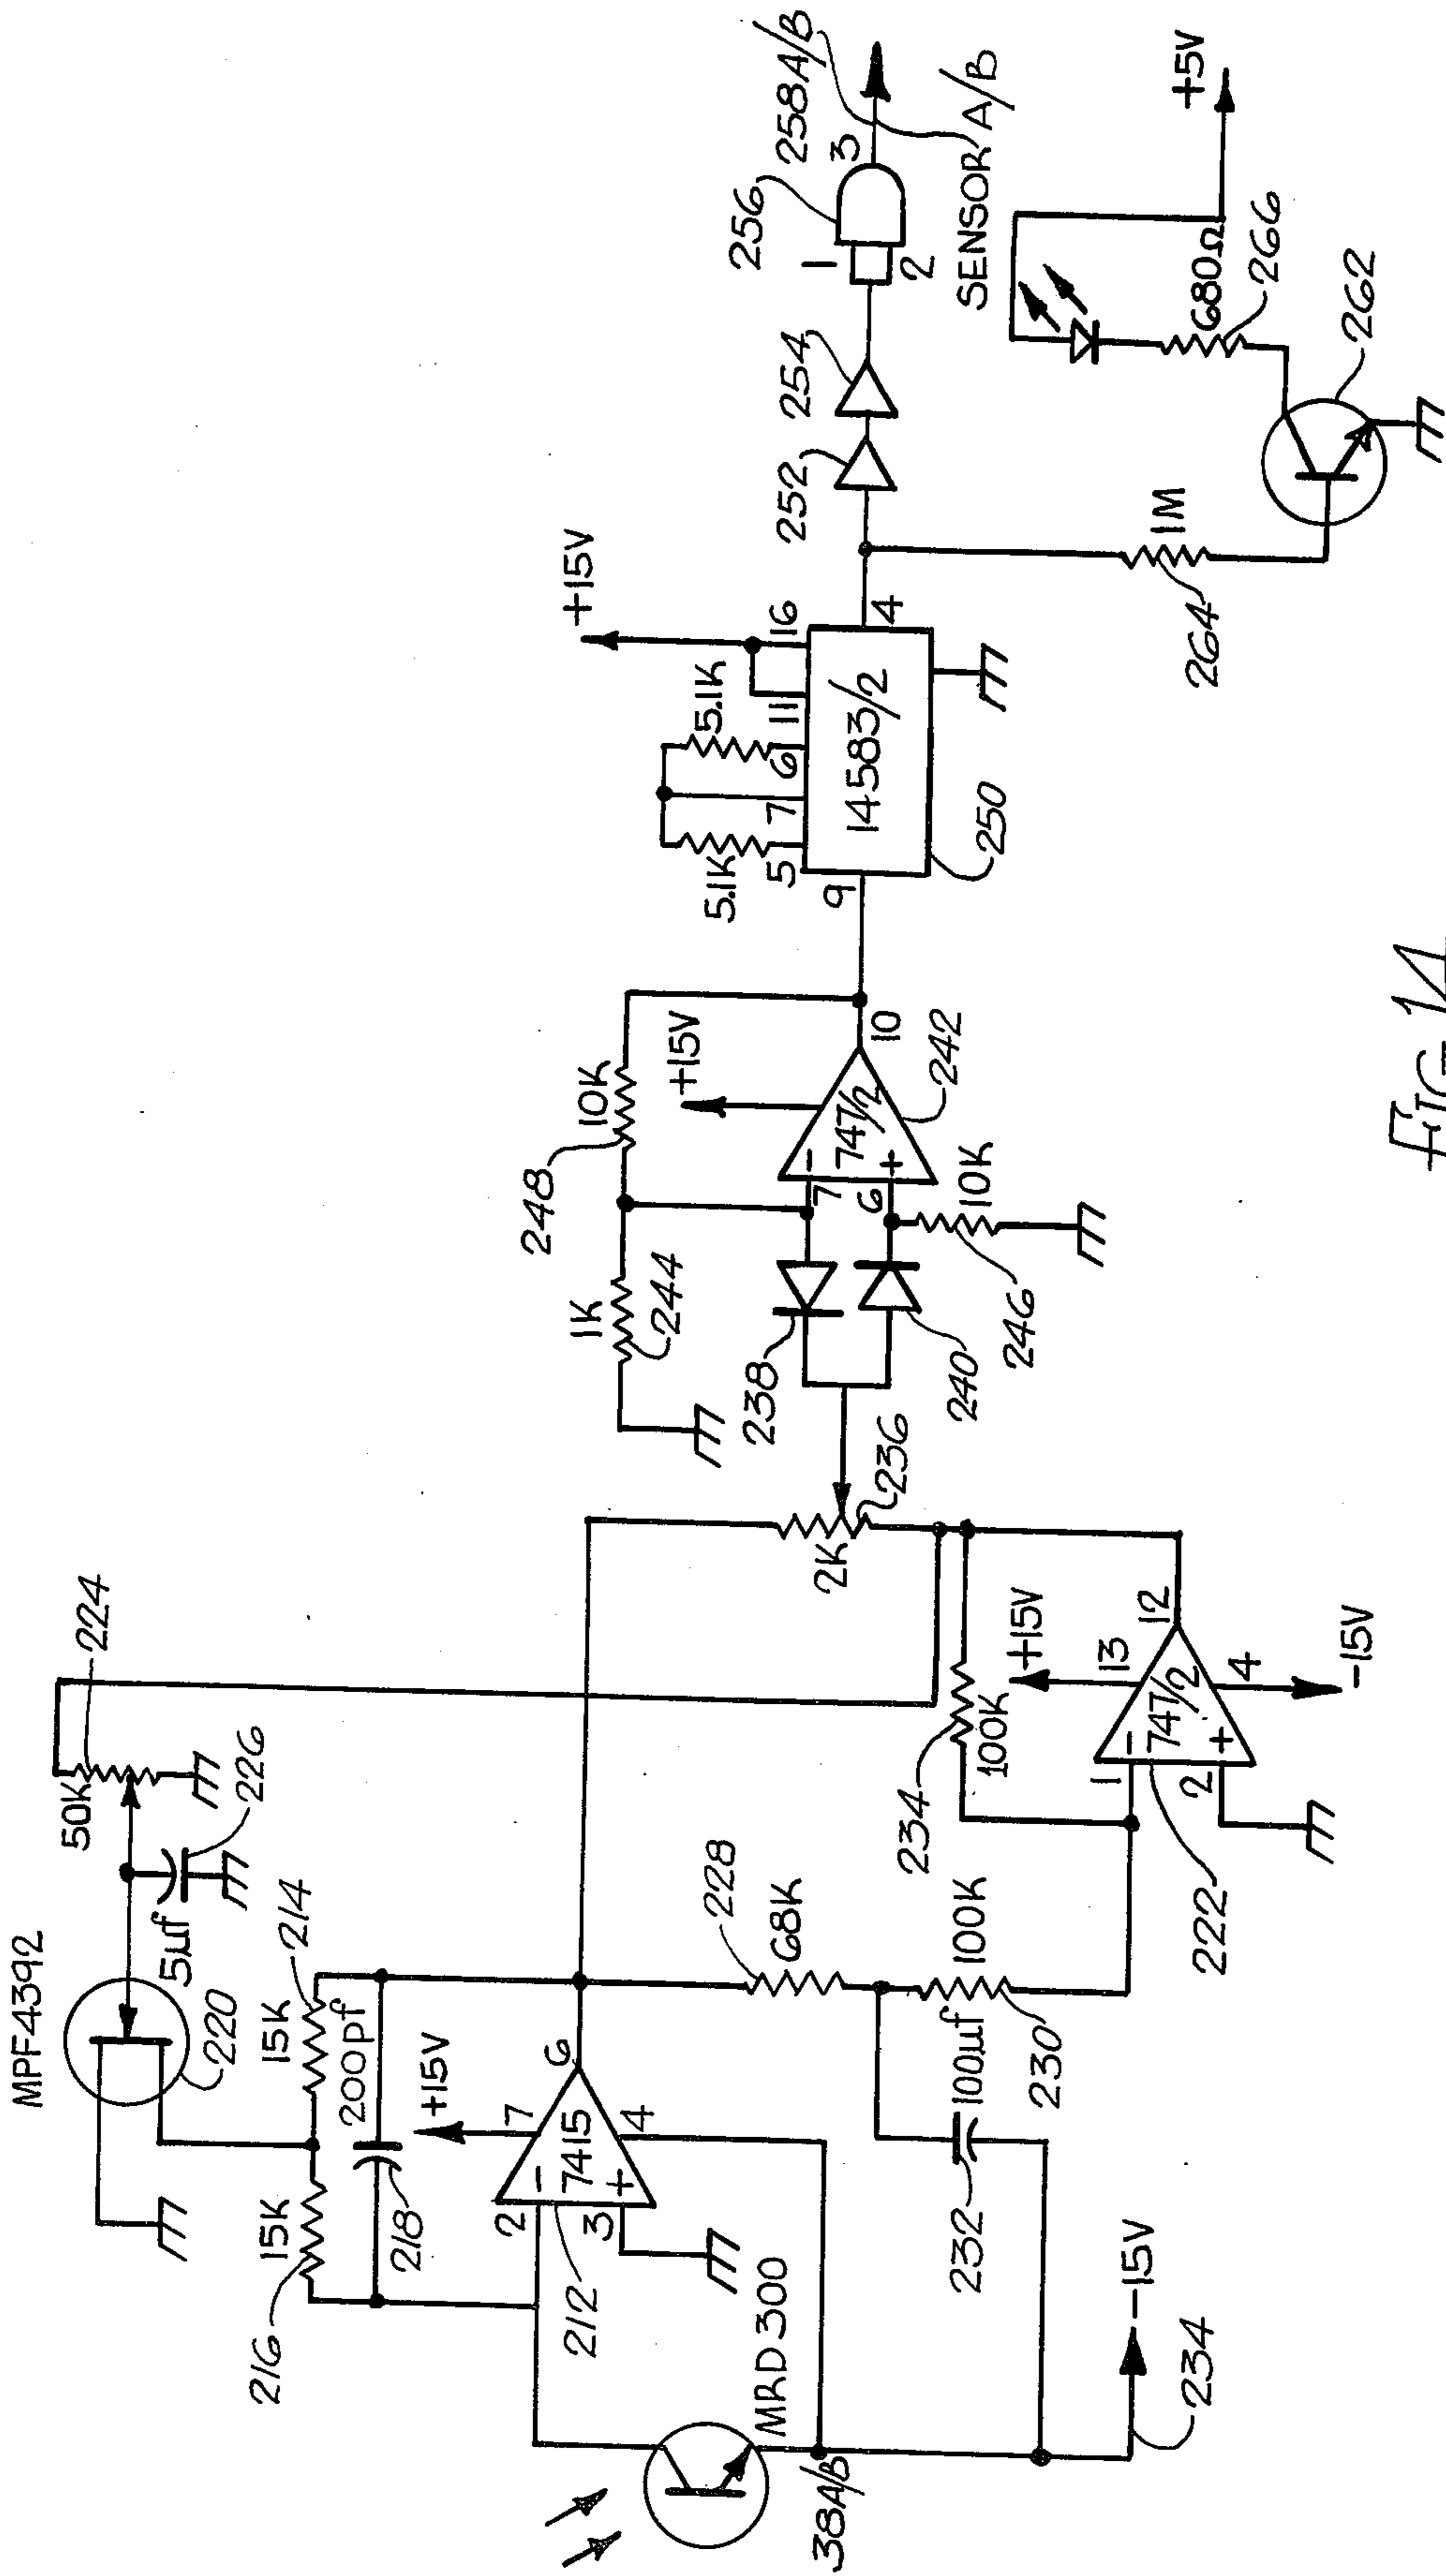 MPF4392
220
5µf
226
50K
224
15K
216
15K
214
200pf
218
+15V
2
3
7415
7
4
6
212
MRD300
38A/B
228
68K
100K
230
100µf
232
-15V
234
234
100K
1
2
747/2
13
12
4
+15V
-15V
222
2K
236
238
240
1K
244
248
10K
+15V
7
6
747/2
10
242
10K
246
9
5
7
6
11
16
5.1K
5.1K
+15V
14583/2
4
250
252
254
256
1
2
3
258A/B
SENSOR A/B
+5V
680Ω
266
1M
264
262
FIG 14